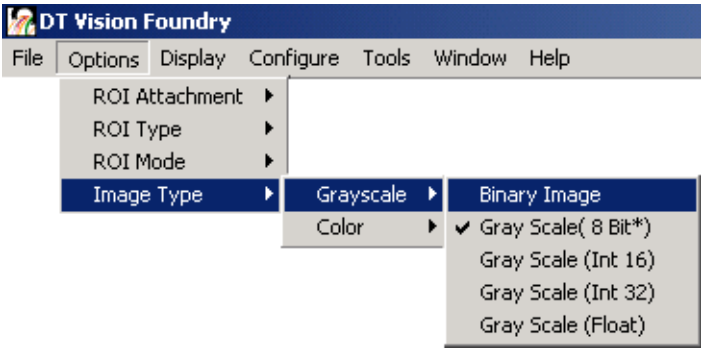 DT Vision Foundry
File Options Display Configure Tools Window Help
ROI Attachment
ROI Type
ROI Mode
Image Type Grayscale Binary Image
Color Gray Scale( 8 Bit*)
Gray Scale (Int 16)
Gray Scale (Int 32)
Gray Scale (Float)